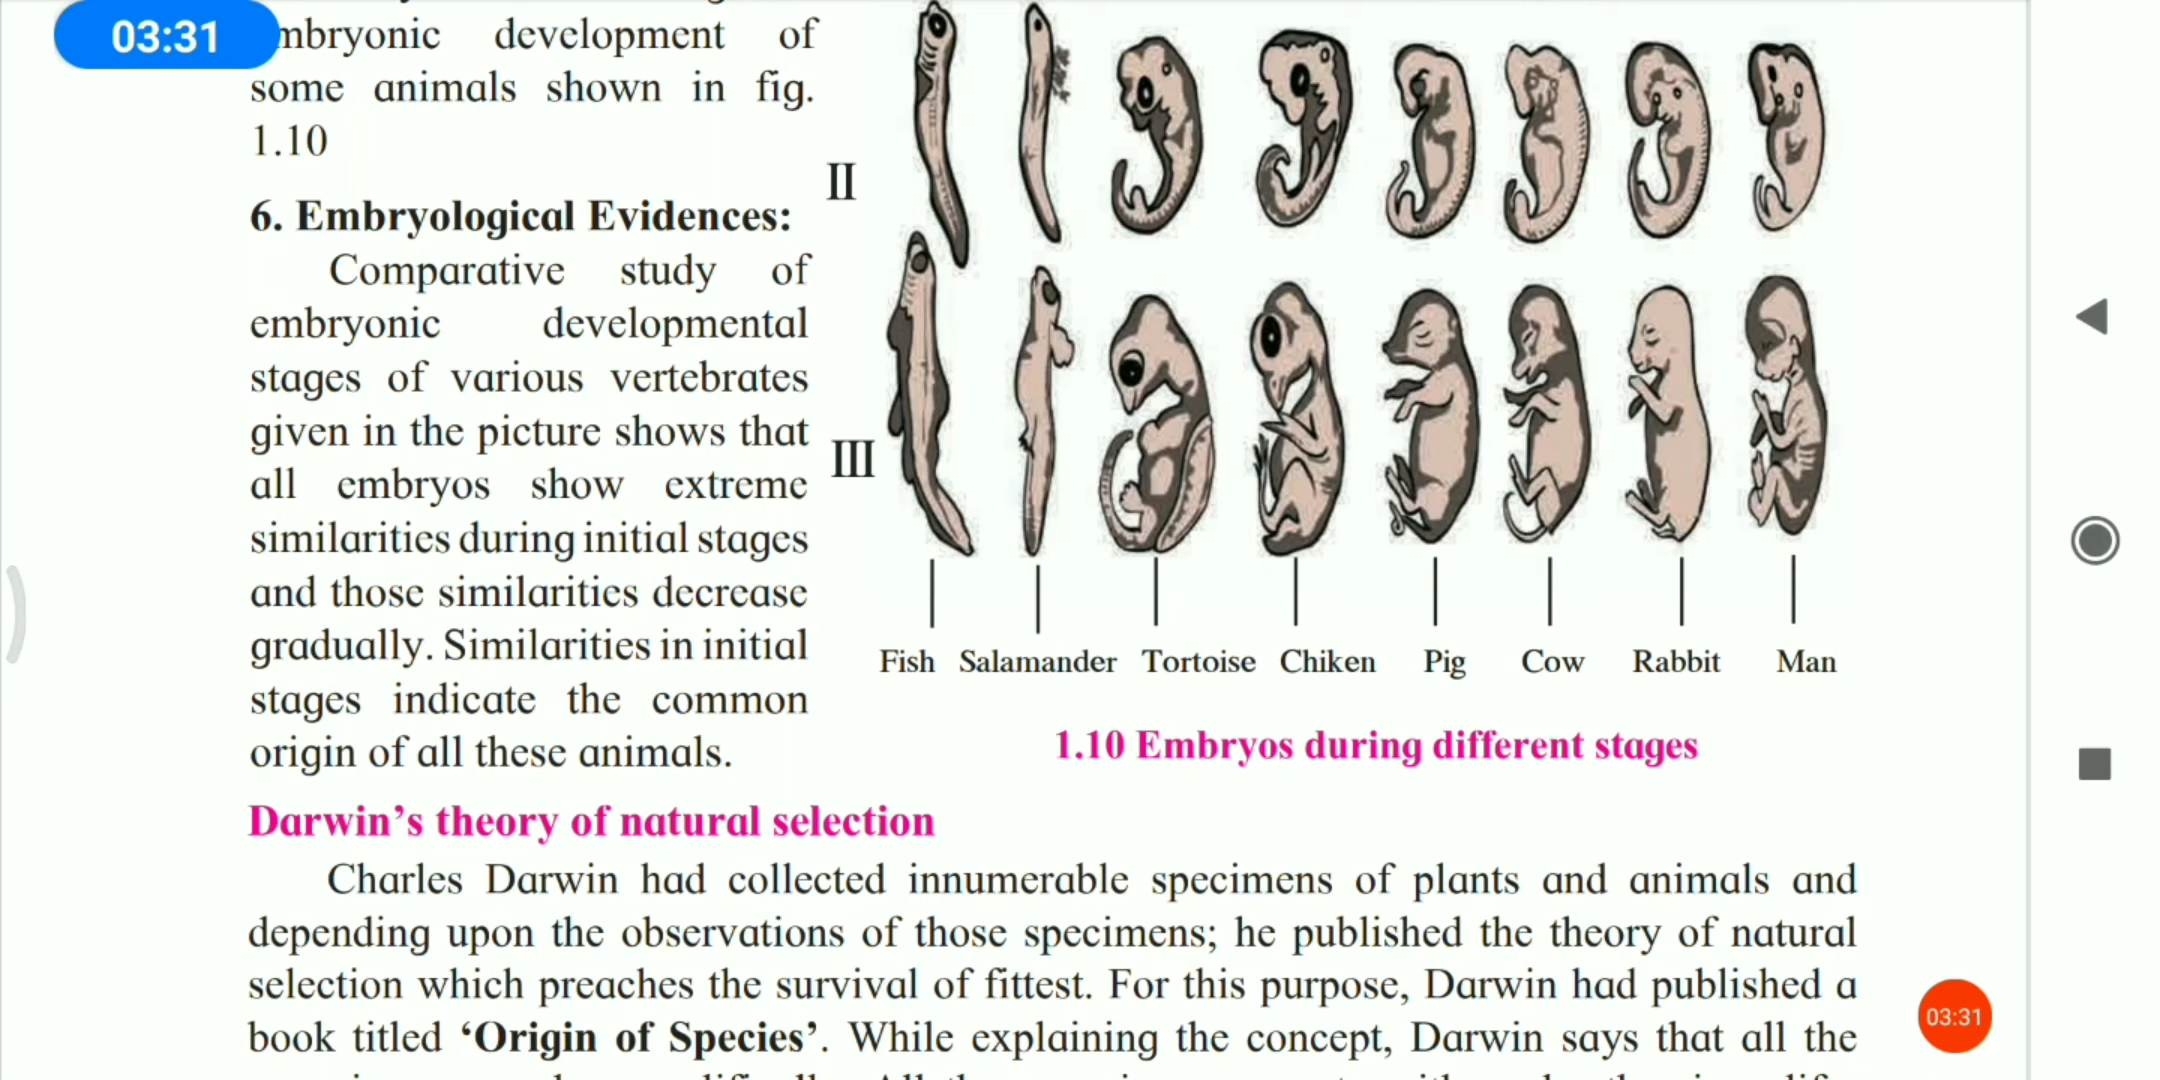 03:31
mbryonic development of
some animals shown in fig.
1.10
6. Embryological Evidences:
Comparative study of
embryonic developmental
stages of various vertebrates
given in the picture shows that
all embryos show extreme
similarities during initial stages
and those similarities decrease
gradually. Similarities in initial
stages indicate the common
origin of all these animals.
II
III
Fish Salamander Tortoise Chiken Pig Cow Rabbit Man
1.10 Embryos during different stages
Darwin’s theory of natural selection
Charles Darwin had collected innumerable specimens of plants and animals and
depending upon the observations of those specimens; he published the theory of natural
selection which preaches the survival of fittest. For this purpose, Darwin had published a
book titled ‘Origin of Species’. While explaining the concept, Darwin says that all the
03:31